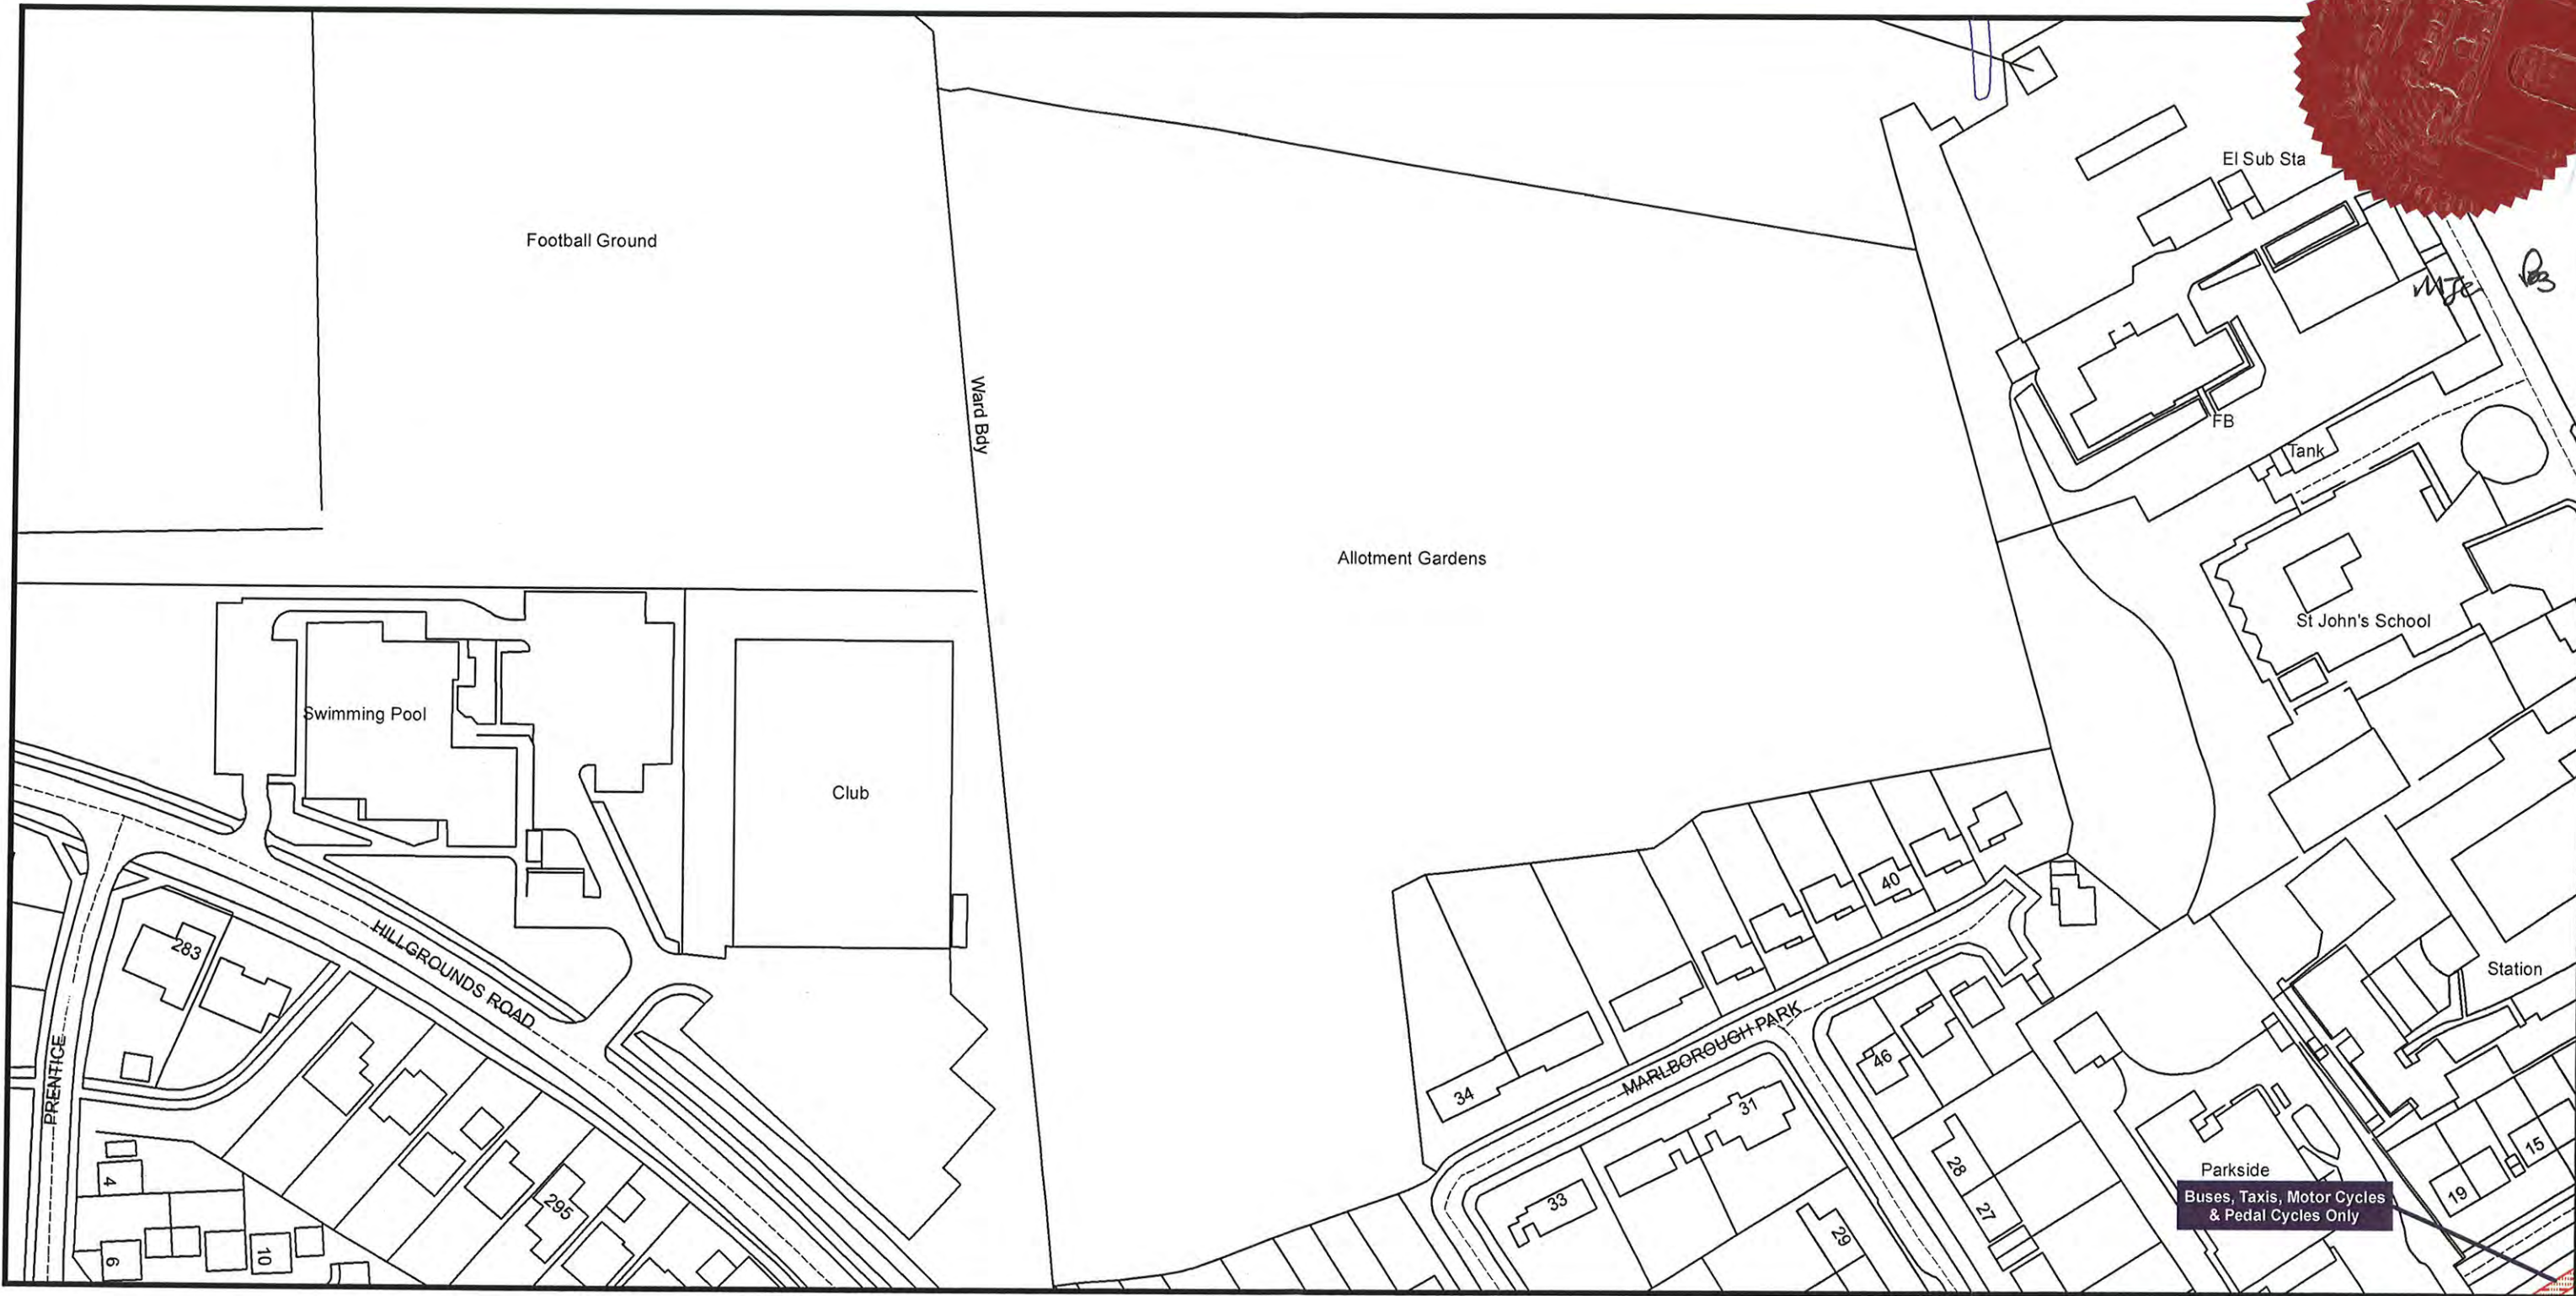 El Sub Sta
Football Ground
MJC
Ward Bdy
FB
Tank
Allotment Gardens
St John's School
Swimming Pool
Club
40
283
HILLGROUNDS ROAD
Station
MARLBOROUGH PARK
46
PRENTICE
34
31
15
28
Parkside
4
19
Buses, Taxis, Motor Cycles
& Pedal Cycles Only
295
33
27
29
10
6